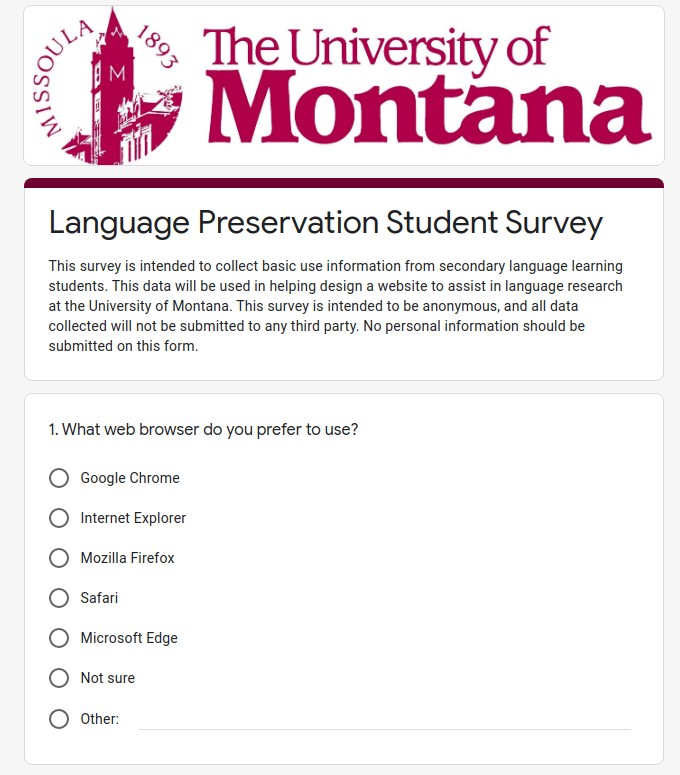 MISSOULA 1893
M
The University of
Montana
Language Preservation Student Survey
This survey is intended to collect basic use information from secondary language learning
students. This data will be used in helping design a website to assist in language research
at the University of Montana. This survey is intended to be anonymous, and all data
collected will not be submitted to any third party. No personal information should be
submitted on this form.
1. What web browser do you prefer to use?
Google Chrome
Internet Explorer
Mozilla Firefox
Safari
Microsoft Edge
Not sure
Other: